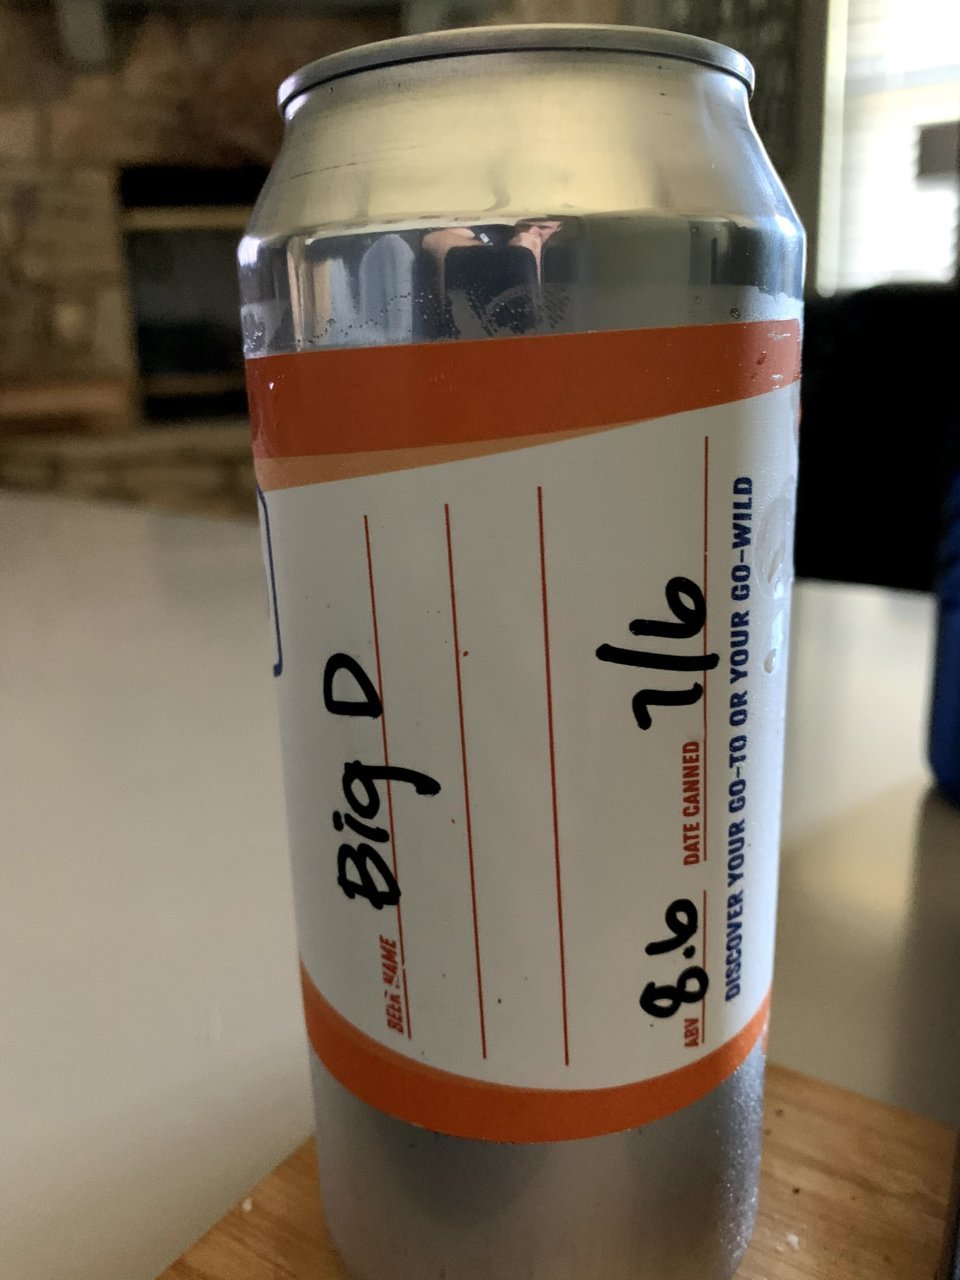 BEER NAME Big D
ABV 8.6 DATE CANNED 7/6
DISCOVER YOUR GO-TO OR YOUR GO-WILD